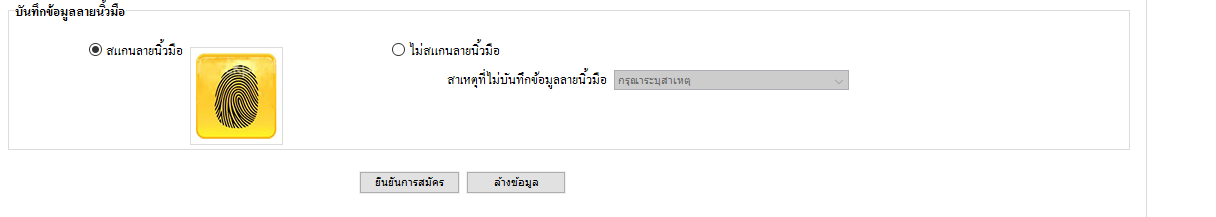 บันทึกข้อมูลลายนิ้วมือ
สแกนลายนิ้วมือ ไม่สแกนลายนิ้วมือ
สาเหตุที่ไม่บันทึกข้อมูลลายนิ้วมือ กรุณาระบุสาเหตุ
ยืนยันการสมัคร ล้างข้อมูล